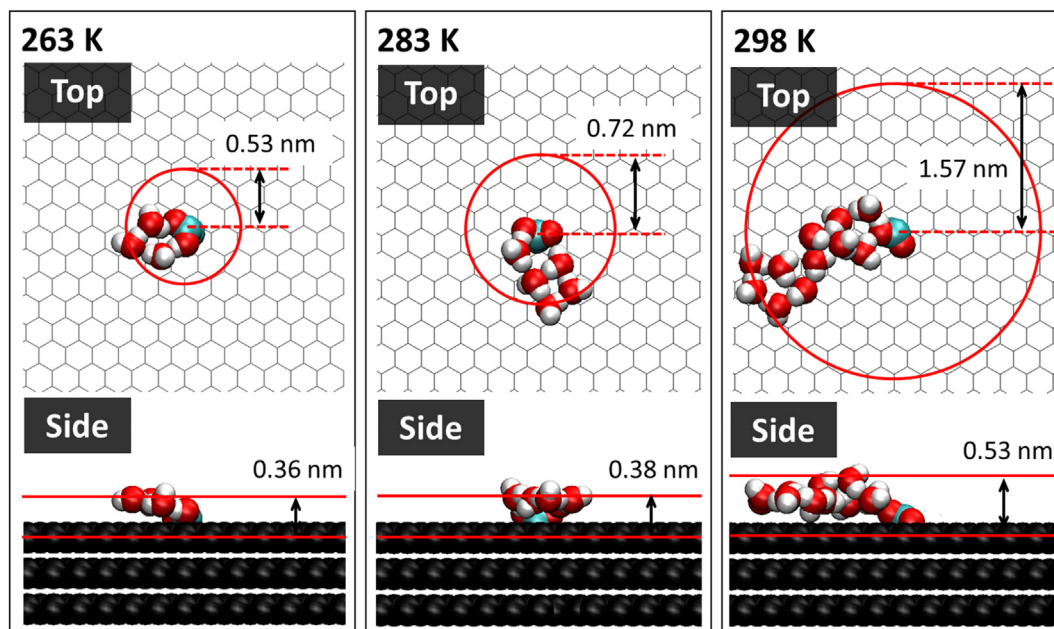 263 K
Top
0.53 nm
Side
0.36 nm
283 K
Top
0.72 nm
Side
0.38 nm
298 K
Top
1.57 nm
Side
0.53 nm